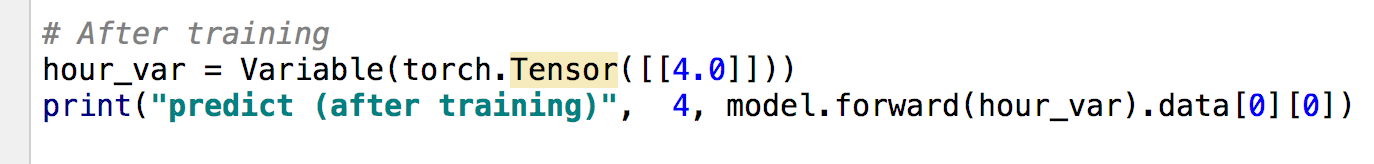 # After training
hour_var = Variable(torch.Tensor([[4.0]]))
print("predict (after training)",  4, model.forward(hour_var).data[0][0])